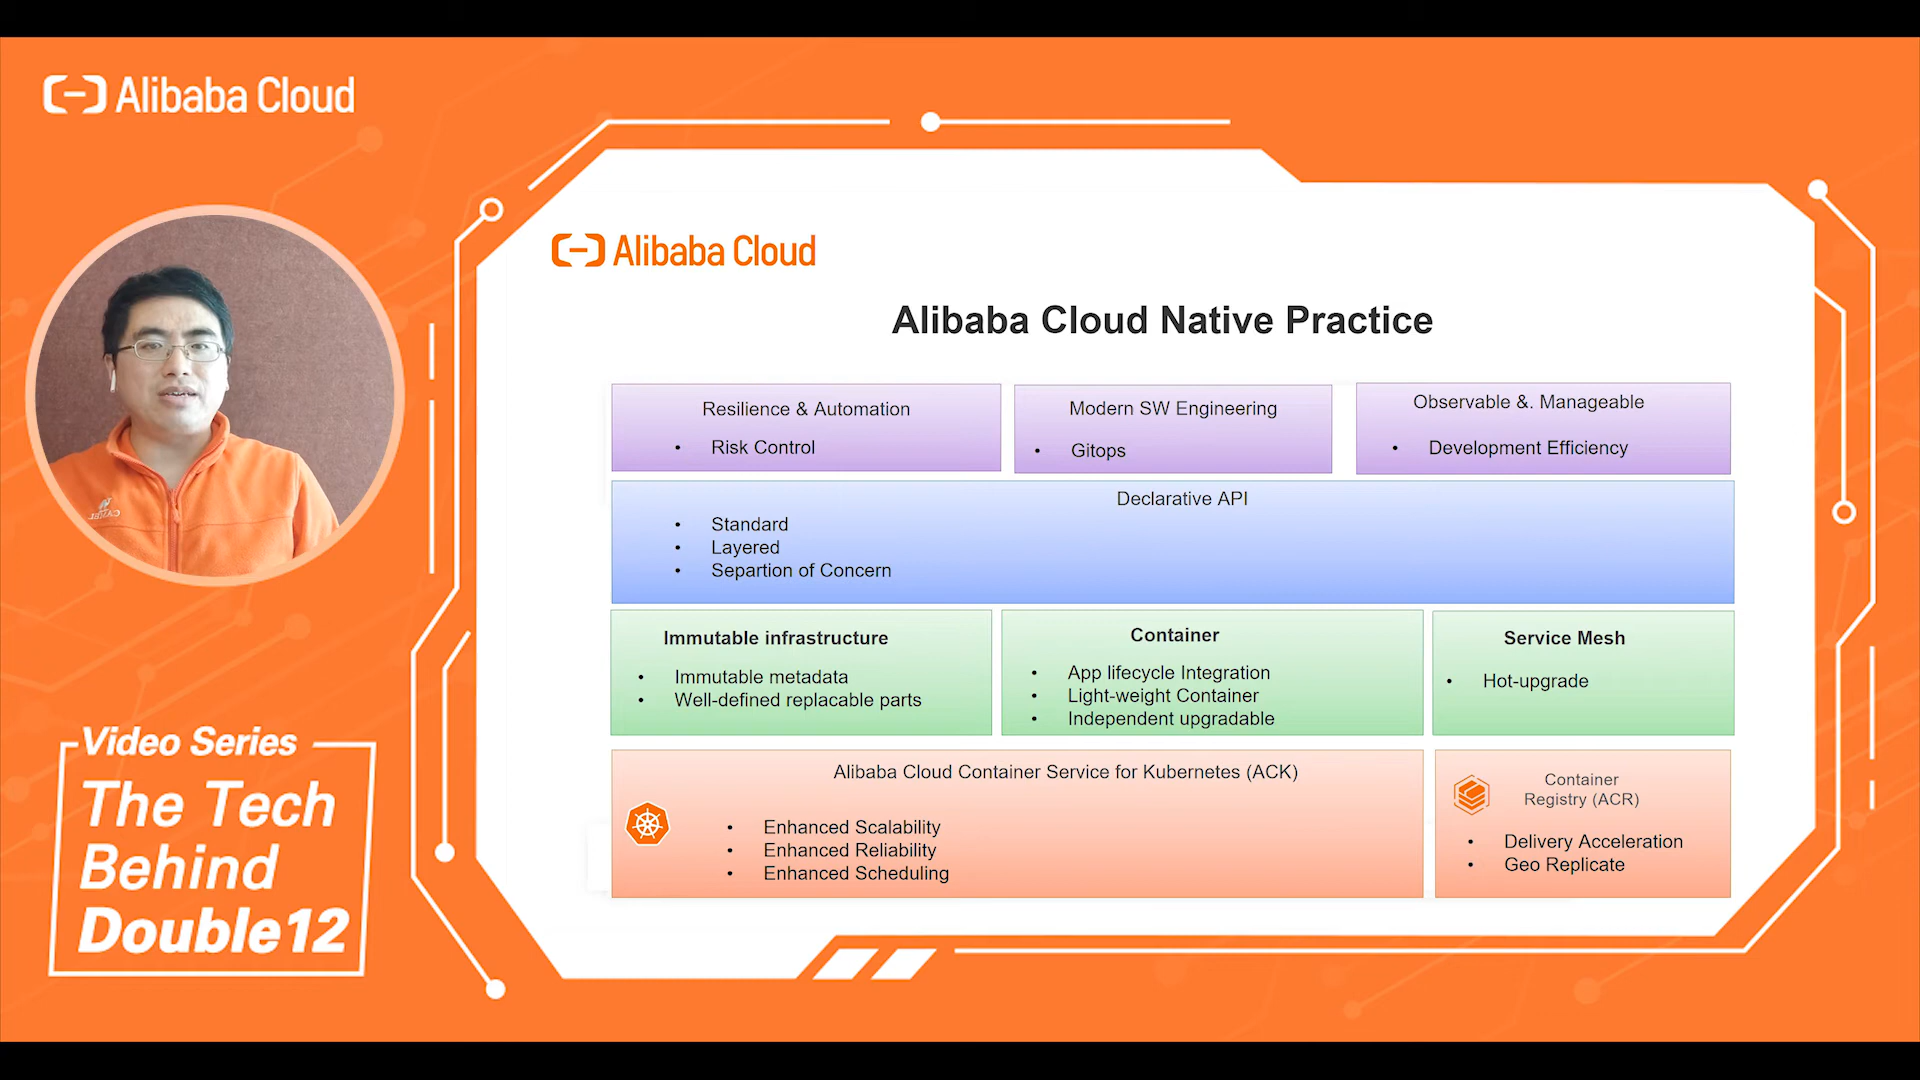 Alibaba Cloud
Alibaba Cloud
Alibaba Cloud Native Practice
Resilience & Automation
• Risk Control
Modern SW Engineering
• Gitops
Observable &. Manageable
• Development Efficiency
Declarative API
• Standard
• Layered
• Separtion of Concern
Immutable infrastructure
• Immutable metadata
• Well-defined replacable parts
Container
• App lifecycle Integration
• Light-weight Container
• Independent upgradable
Service Mesh
• Hot-upgrade
Alibaba Cloud Container Service for Kubernetes (ACK)
• Enhanced Scalability
• Enhanced Reliability
• Enhanced Scheduling
Container
Registry (ACR)
• Delivery Acceleration
• Geo Replicate
CAMEL
Video Series
The Tech
Behind
Double12